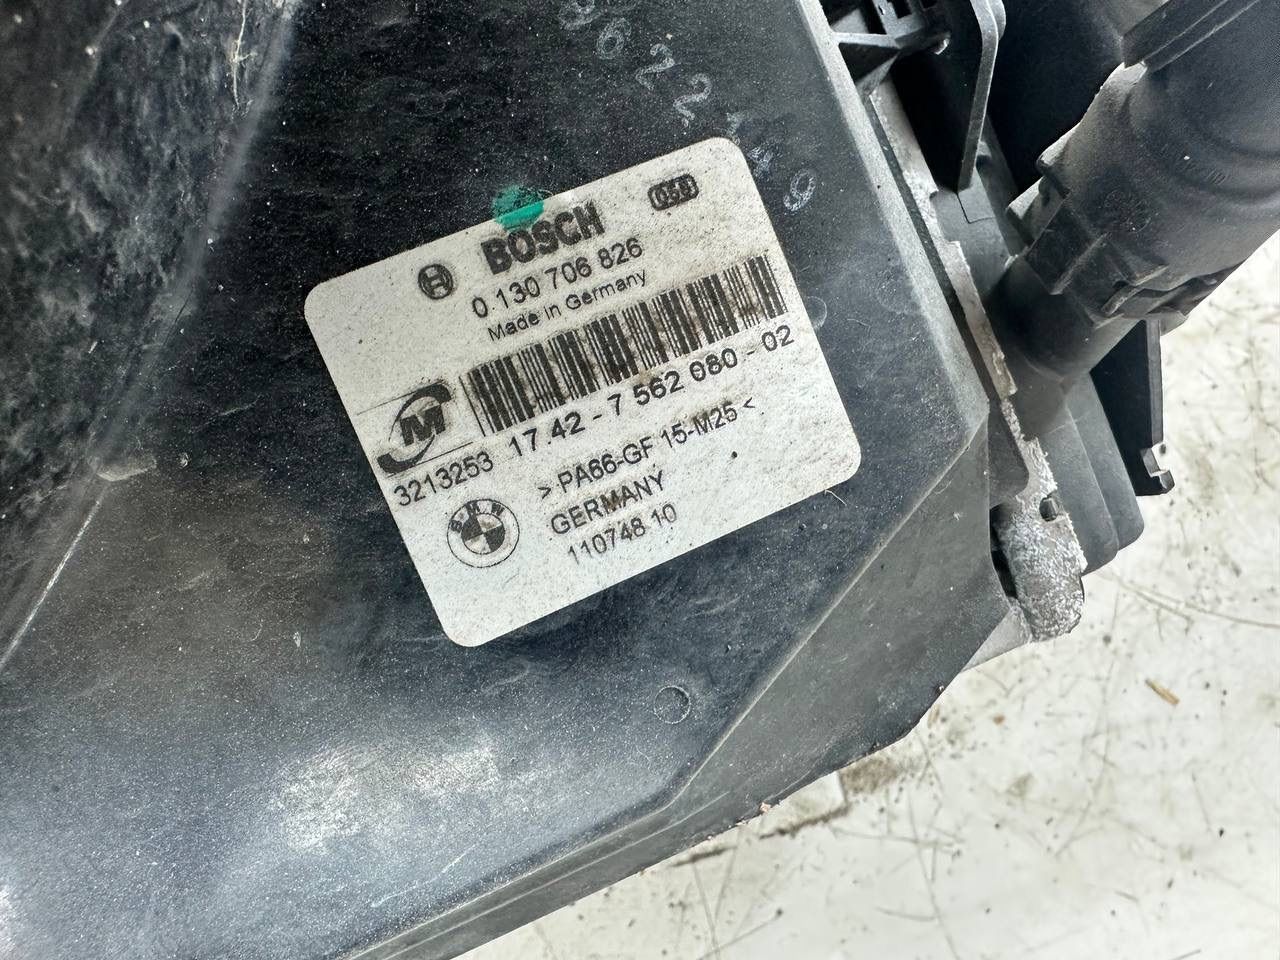 BOSCH
0 130 706 826
Made in Germany
M
17.42 - 7 562 080 - 02
3213253
>PA66-GF 15-M25<
BMW
GERMANY
110748 10